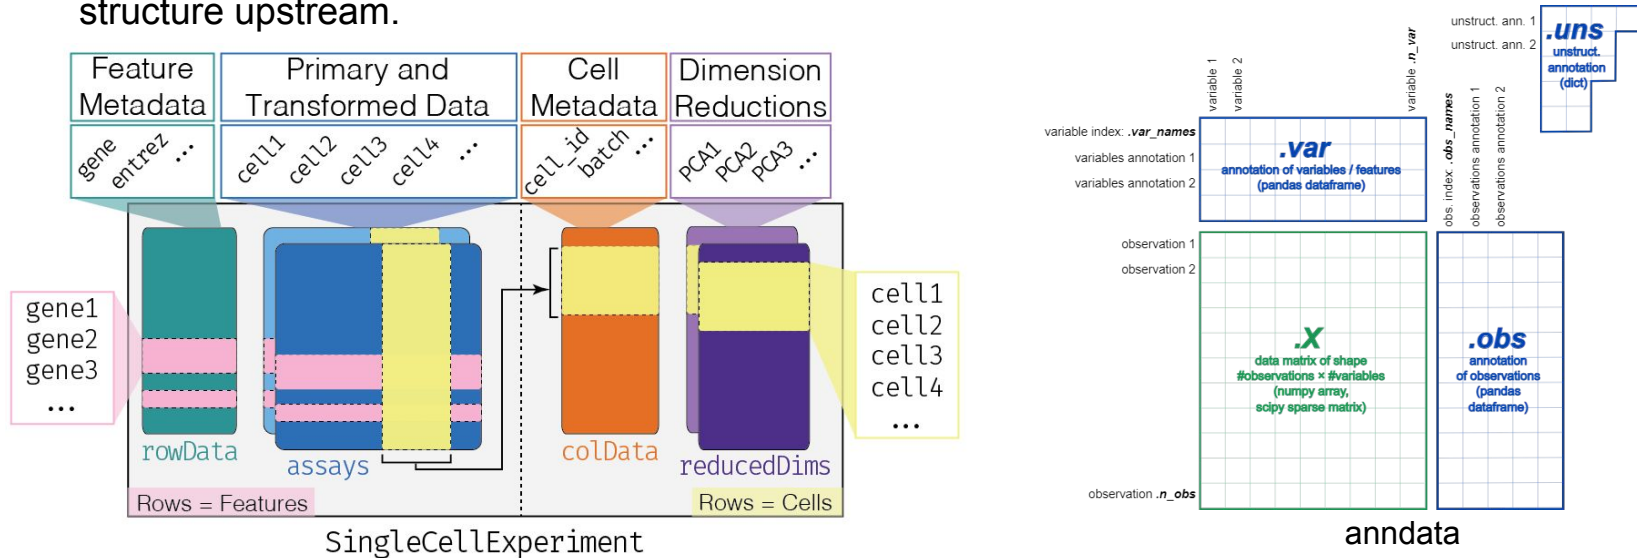 structure upstream.
Feature
Metadata
Primary and
Transformed Data
Cell
Metadata
Dimension
Reductions
gene
entrez
...
cell1
cell2
cell3
cell4
...
cell_id
batch
...
PCA1
PCA2
PCA3
...
gene1
gene2
gene3
...
cell1
cell2
cell3
cell4
...
rowData
assays
colData
reducedDims
Rows = Features
Rows = Cells
SingleCellExperiment
unstruct. ann. 1
unstruct. ann. 2
.uns
unstruct.
annotation
(dict)
variable 1
variable 2
variable .n_var
variable index: .var_names
variables annotation 1
variables annotation 2
.var
annotation of variables / features
(pandas dataframe)
obs. index: .obs_names
observations annotation 1
observations annotation 2
observation 1
observation 2
observation .n_obs
.X
data matrix of shape
#observations × #variables
(numpy array,
scipy sparse matrix)
.obs
annotation
of observations
(pandas
dataframe)
anndata